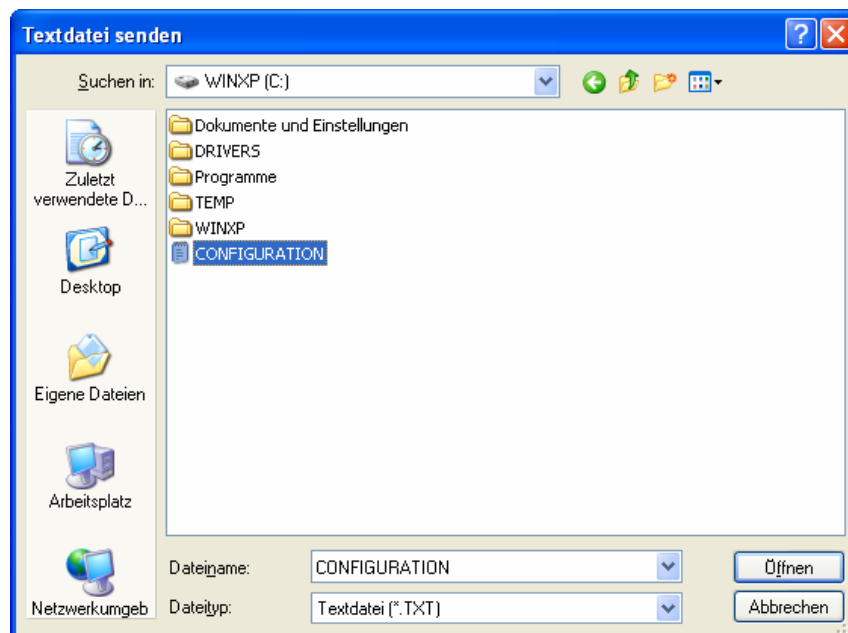 Textdatei senden
Suchen in: WINXP (C:)
Dokumente und Einstellungen
DRIVERS
Programme
TEMP
WINXP
CONFIGURATION
Zuletzt
verwendete D...
Desktop
Eigene Dateien
Arbeitsplatz
Netzwerkumgeb
Dateiname: CONFIGURATION Öffnen
Dateityp: Textdatei (*.TXT) Abbrechen